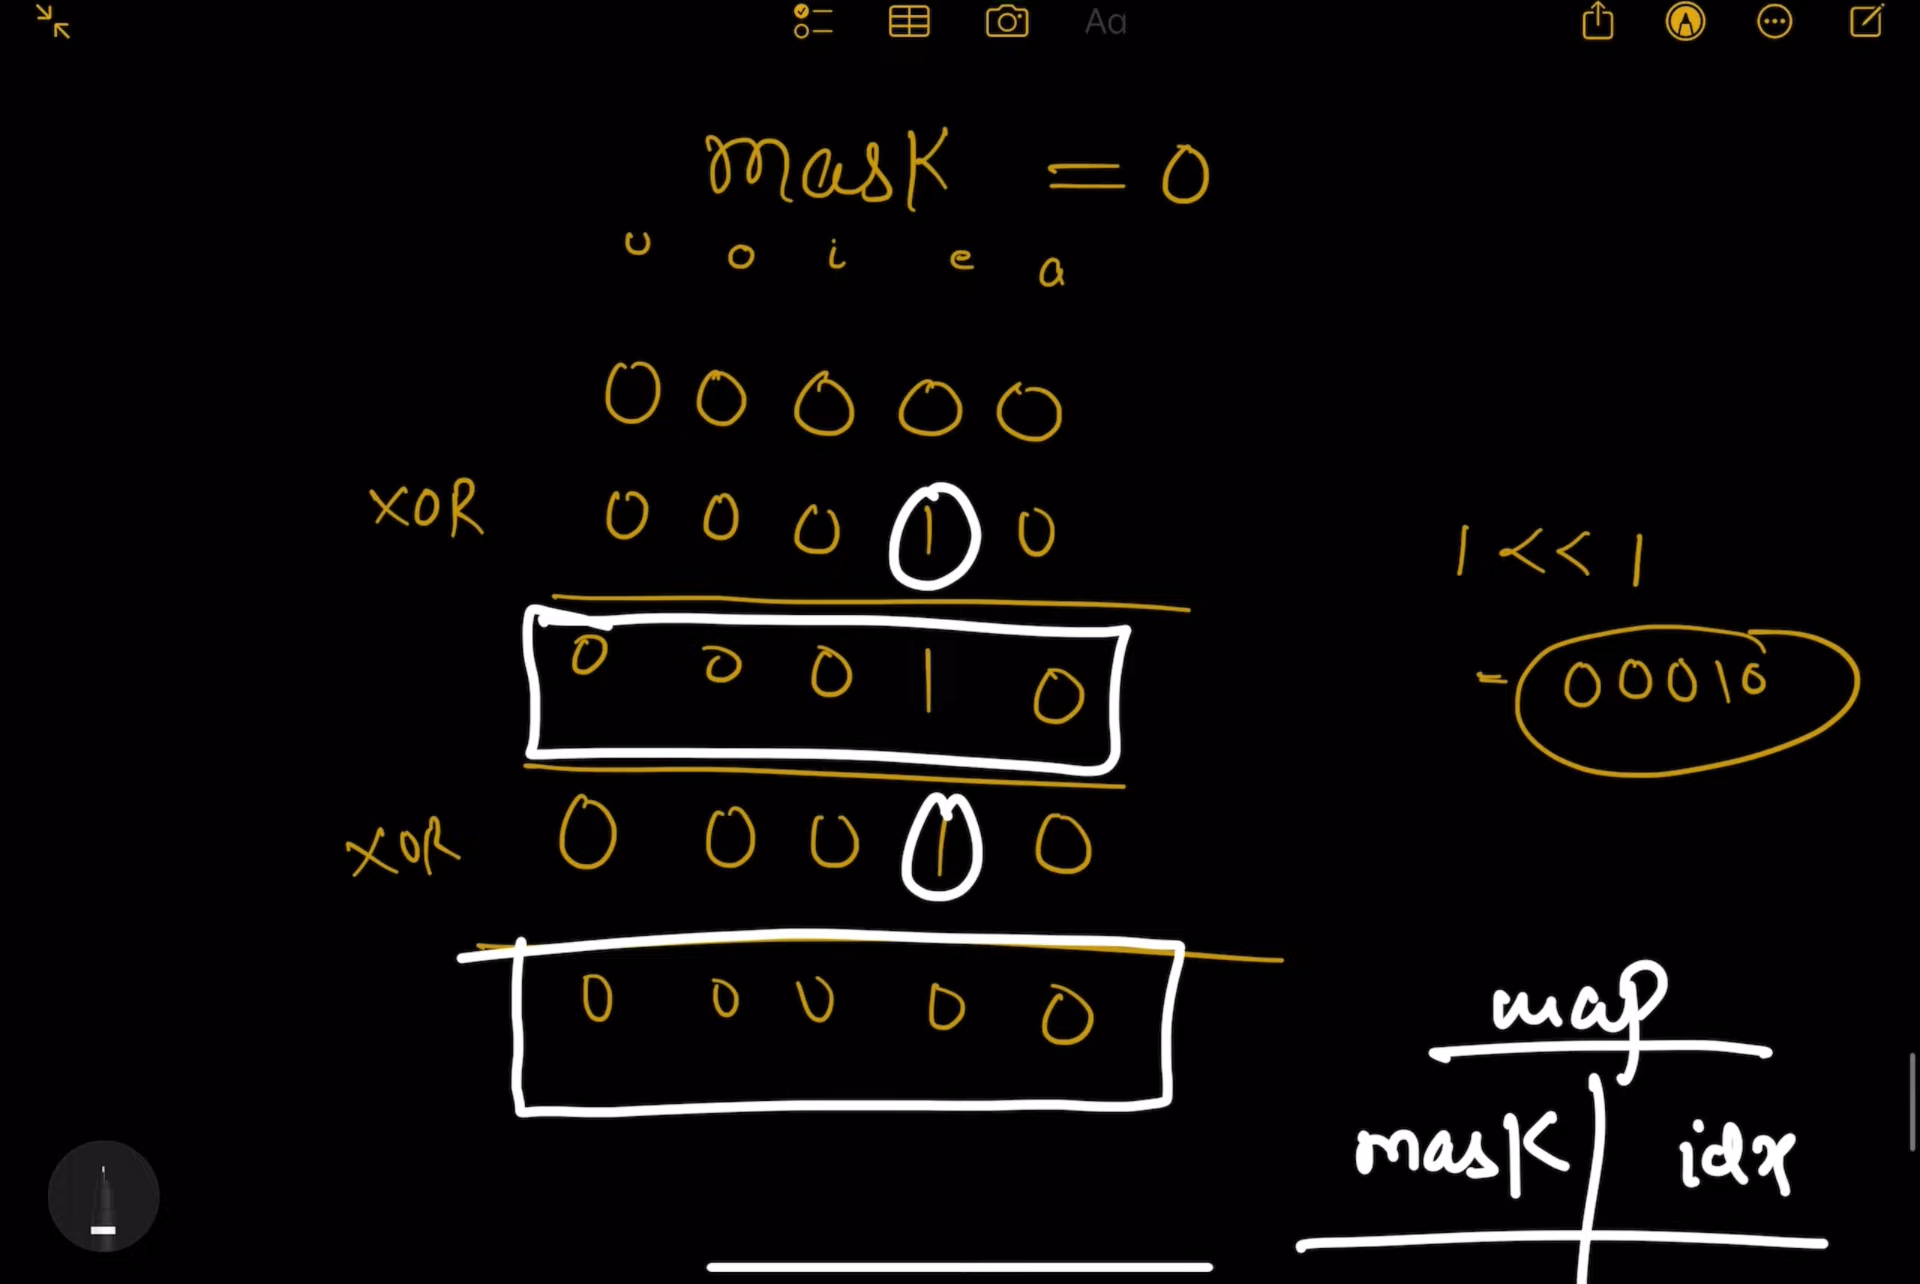 Aa
mask = 0
u o i e a
0 0 0 0 0
XOR 0 0 0 1 0
1 << 1
0 0 0 1 0
= 00010
XOR 0 0 0 1 0
0 0 0 0 0
map
mask idx